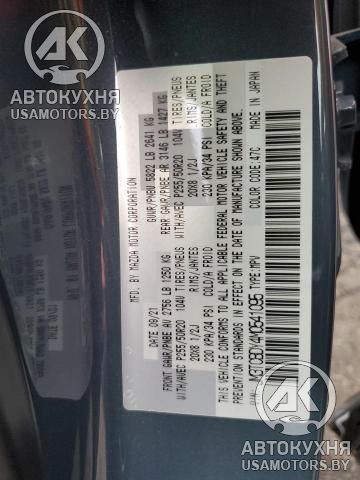 АВТОКУХНЯ
USAMOTORS.BY
MFD. BY MAZDA MOTOR CORPORATION
DATE 09/21 GVWR/PNBV 5822 LB 2641 KG
FRONT GAWR/PNBE AV 2756 LB 1250 KG REAR GAWR/PNBE AR 3146 LB 1427 KG
WITH/AVEC P255/50R20 104V TIRES/PNEUS WITH/AVEC P255/50R20 104V TIRES/PNEUS
20X8 1/2J RIMS/JANTES 20X8 1/2J RIMS/JANTES
230 KPA/34 PSI COLD/A FROID 230 KPA/34 PSI COLD/A FROID
THIS VEHICLE CONFORMS TO ALL APPLICABLE FEDERAL MOTOR VEHICLE SAFETY AND THEFT
PREVENTION STANDARDS IN EFFECT ON THE DATE OF MANUFACTURE SHOWN ABOVE.
TYPE: MPV COLOR CODE: 47C MADE IN JAPAN
АВТОКУХНЯ
USAMOTORS.BY